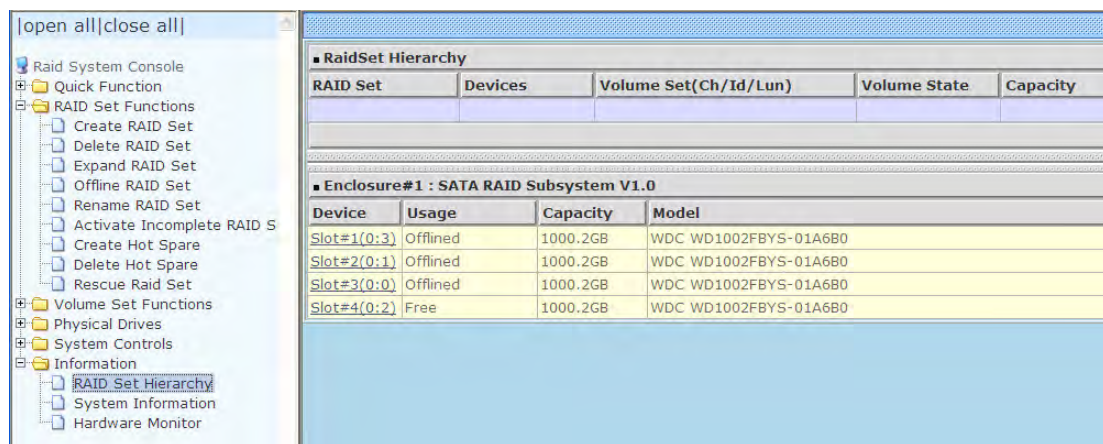 |open all|close all|
Raid System Console
Quick Function
RAID Set Functions
Create RAID Set
Delete RAID Set
Expand RAID Set
Offline RAID Set
Rename RAID Set
Activate Incomplete RAID S
Create Hot Spare
Delete Hot Spare
Rescue Raid Set
Volume Set Functions
Physical Drives
System Controls
Information
RAID Set Hierarchy
System Information
Hardware Monitor
RaidSet Hierarchy
RAID Set Devices Volume Set(Ch/Id/Lun) Volume State Capacity
Enclosure#1 : SATA RAID Subsystem V1.0
Device Usage Capacity Model
Slot#1(0:3) Offlined 1000.2GB WDC WD1002FBYS-01A6B0
Slot#2(0:1) Offlined 1000.2GB WDC WD1002FBYS-01A6B0
Slot#3(0:0) Offlined 1000.2GB WDC WD1002FBYS-01A6B0
Slot#4(0:2) Free 1000.2GB WDC WD1002FBYS-01A6B0